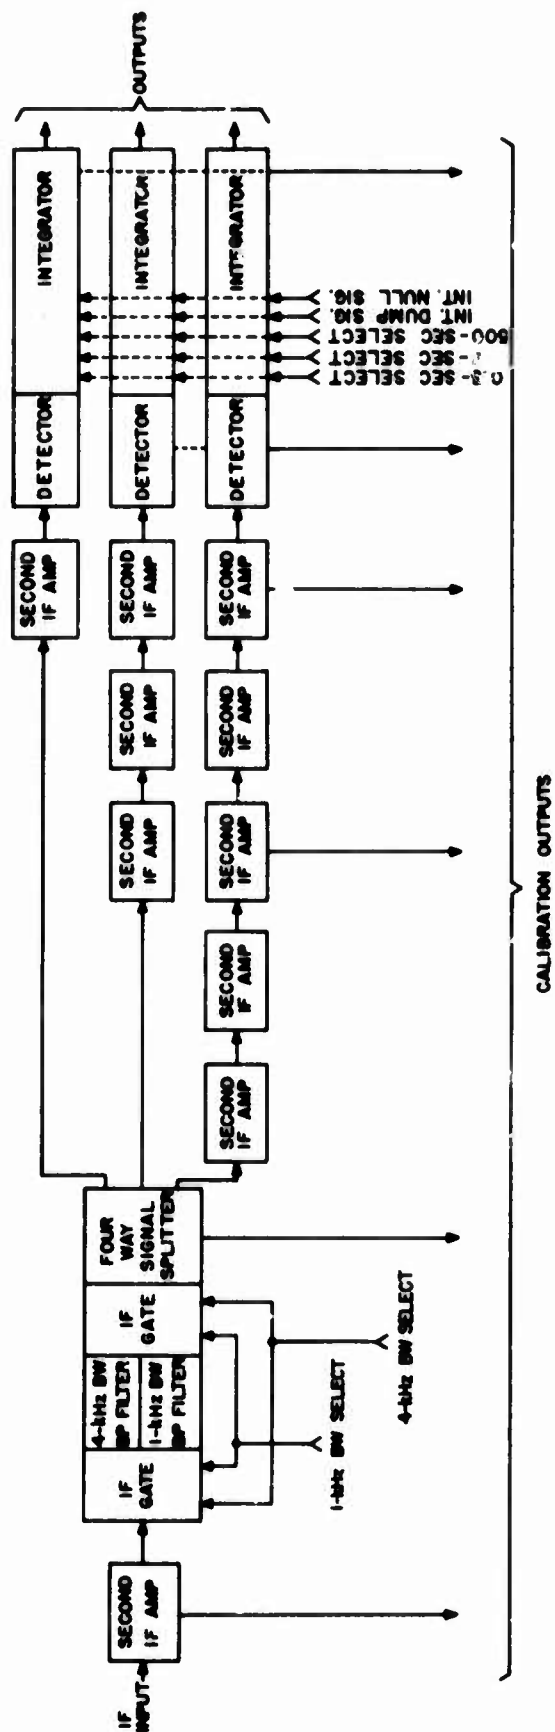 IF
INPUT
SECOND
IF AMP
IF
GATE
4-kHz BW
BP FILTER
1-kHz BW
BP FILTER
IF
GATE
FOUR
WAY
SIGNAL
SPLITTER
1-kHz BW SELECT
4-kHz BW SELECT
SECOND
IF AMP
DETECTOR
INTEGRATOR
SECOND
IF AMP
SECOND
IF AMP
SECOND
IF AMP
DETECTOR
INTEGRATOR
SECOND
IF AMP
SECOND
IF AMP
SECOND
IF AMP
SECOND
IF AMP
SECOND
IF AMP
DETECTOR
INTEGRATOR
OUTPUTS
-SEC SELECT
-SEC SELECT
-SEC SELECT
INT. DUMP SIG.
INT. NULL SIG.
CALIBRATION OUTPUTS